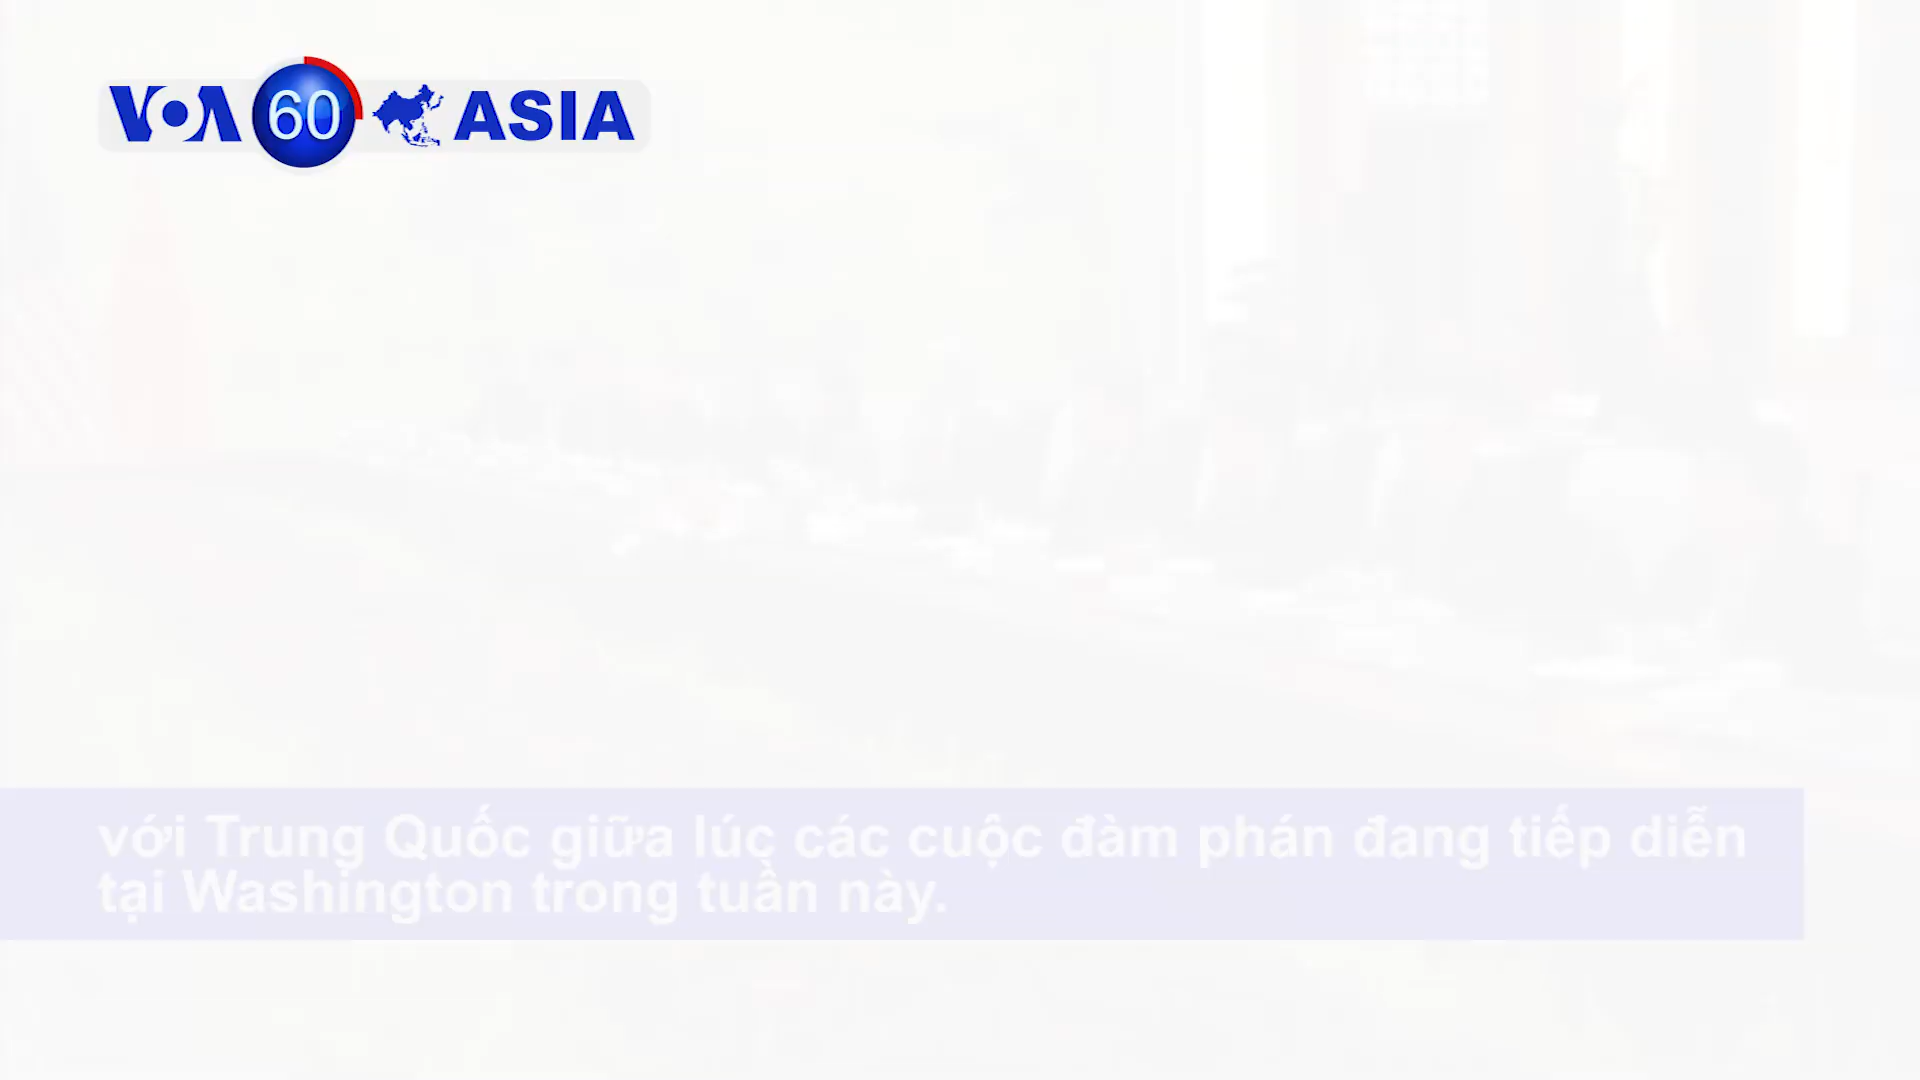 VOA 60 ASIA
với Trung Quốc giữa lúc các cuộc đàm phán đang tiếp diễn
tại Washington trong tuần này.